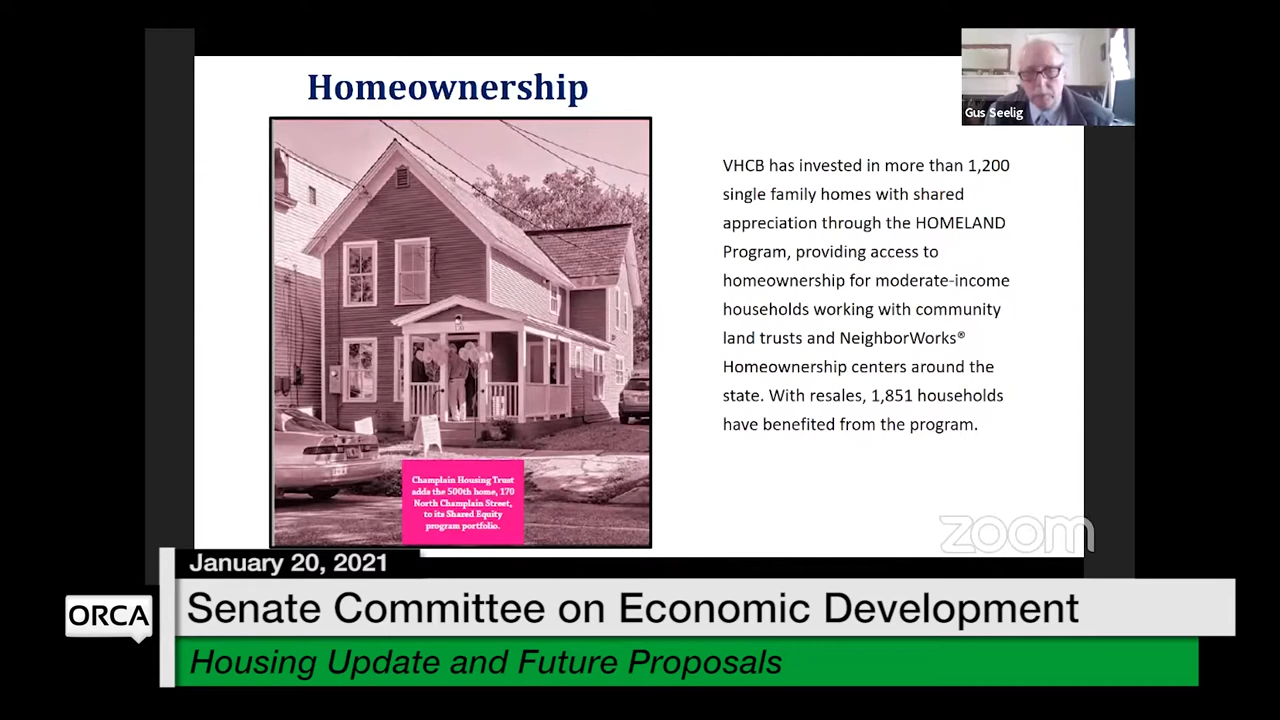 Homeownership
Gus Seelig
VHCB has invested in more than 1,200
single family homes with shared
appreciation through the HOMELAND
Program, providing access to
homeownership for moderate-income
households working with community
land trusts and NeighborWorks®
Homeownership centers around the
state. With resales, 1,851 households
have benefited from the program.
Champlain Housing Trust
adds the 500th home, 170
North Champlain Street,
to its Shared Equity
program portfolio.
zoom
January 20, 2021
ORCA
Senate Committee on Economic Development
Housing Update and Future Proposals